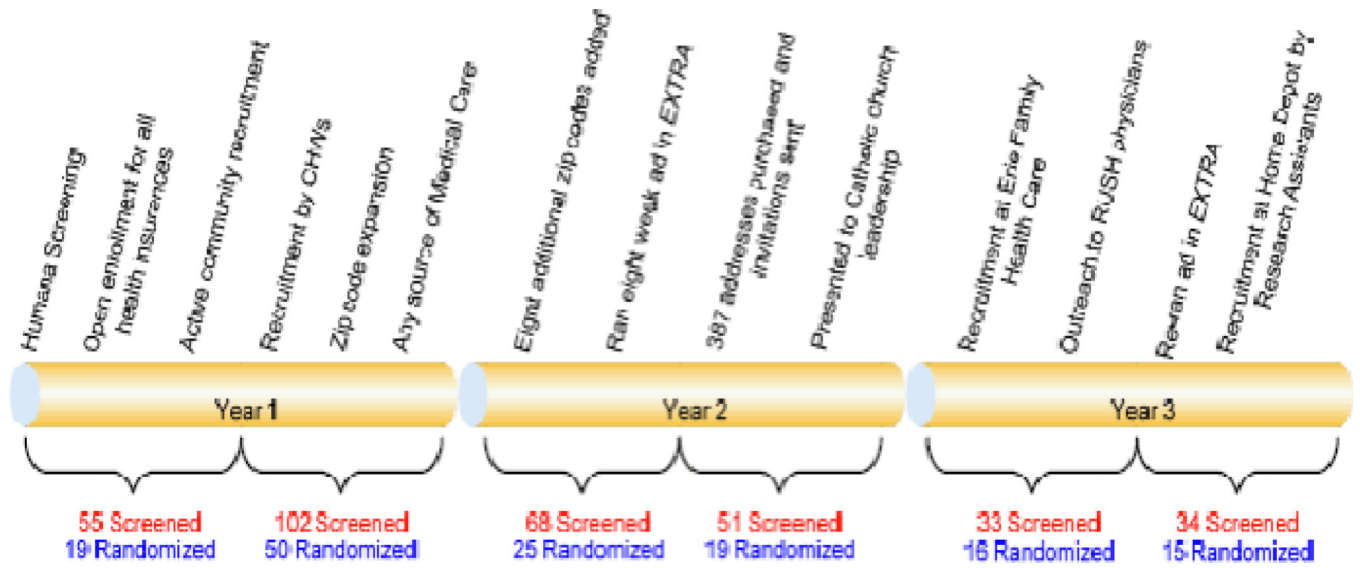 Humana Screening
Open enrollment for all
health insurences
Active community recruitment
Recruitment by CHWs
Zip code expansion
Any source of Medical Care
Eight additional zip codes added
Ran eight weak ad in EXTRA
387 addresses purchased and
invitations sent
Presented to Catholic church
leadership
Recruitment at Erie Family
Health Care
Outreach to RUSH physicians
Re-ran ad in EXTRA
Recruitment at Home Depot by
Research Assistants
Year 1
Year 2
Year 3
55 Screened
19 Randomized
102 Screened
50 Randomized
68 Screened
25 Randomized
51 Screened
19 Randomized
33 Screened
16 Randomized
34 Screened
15 Randomized